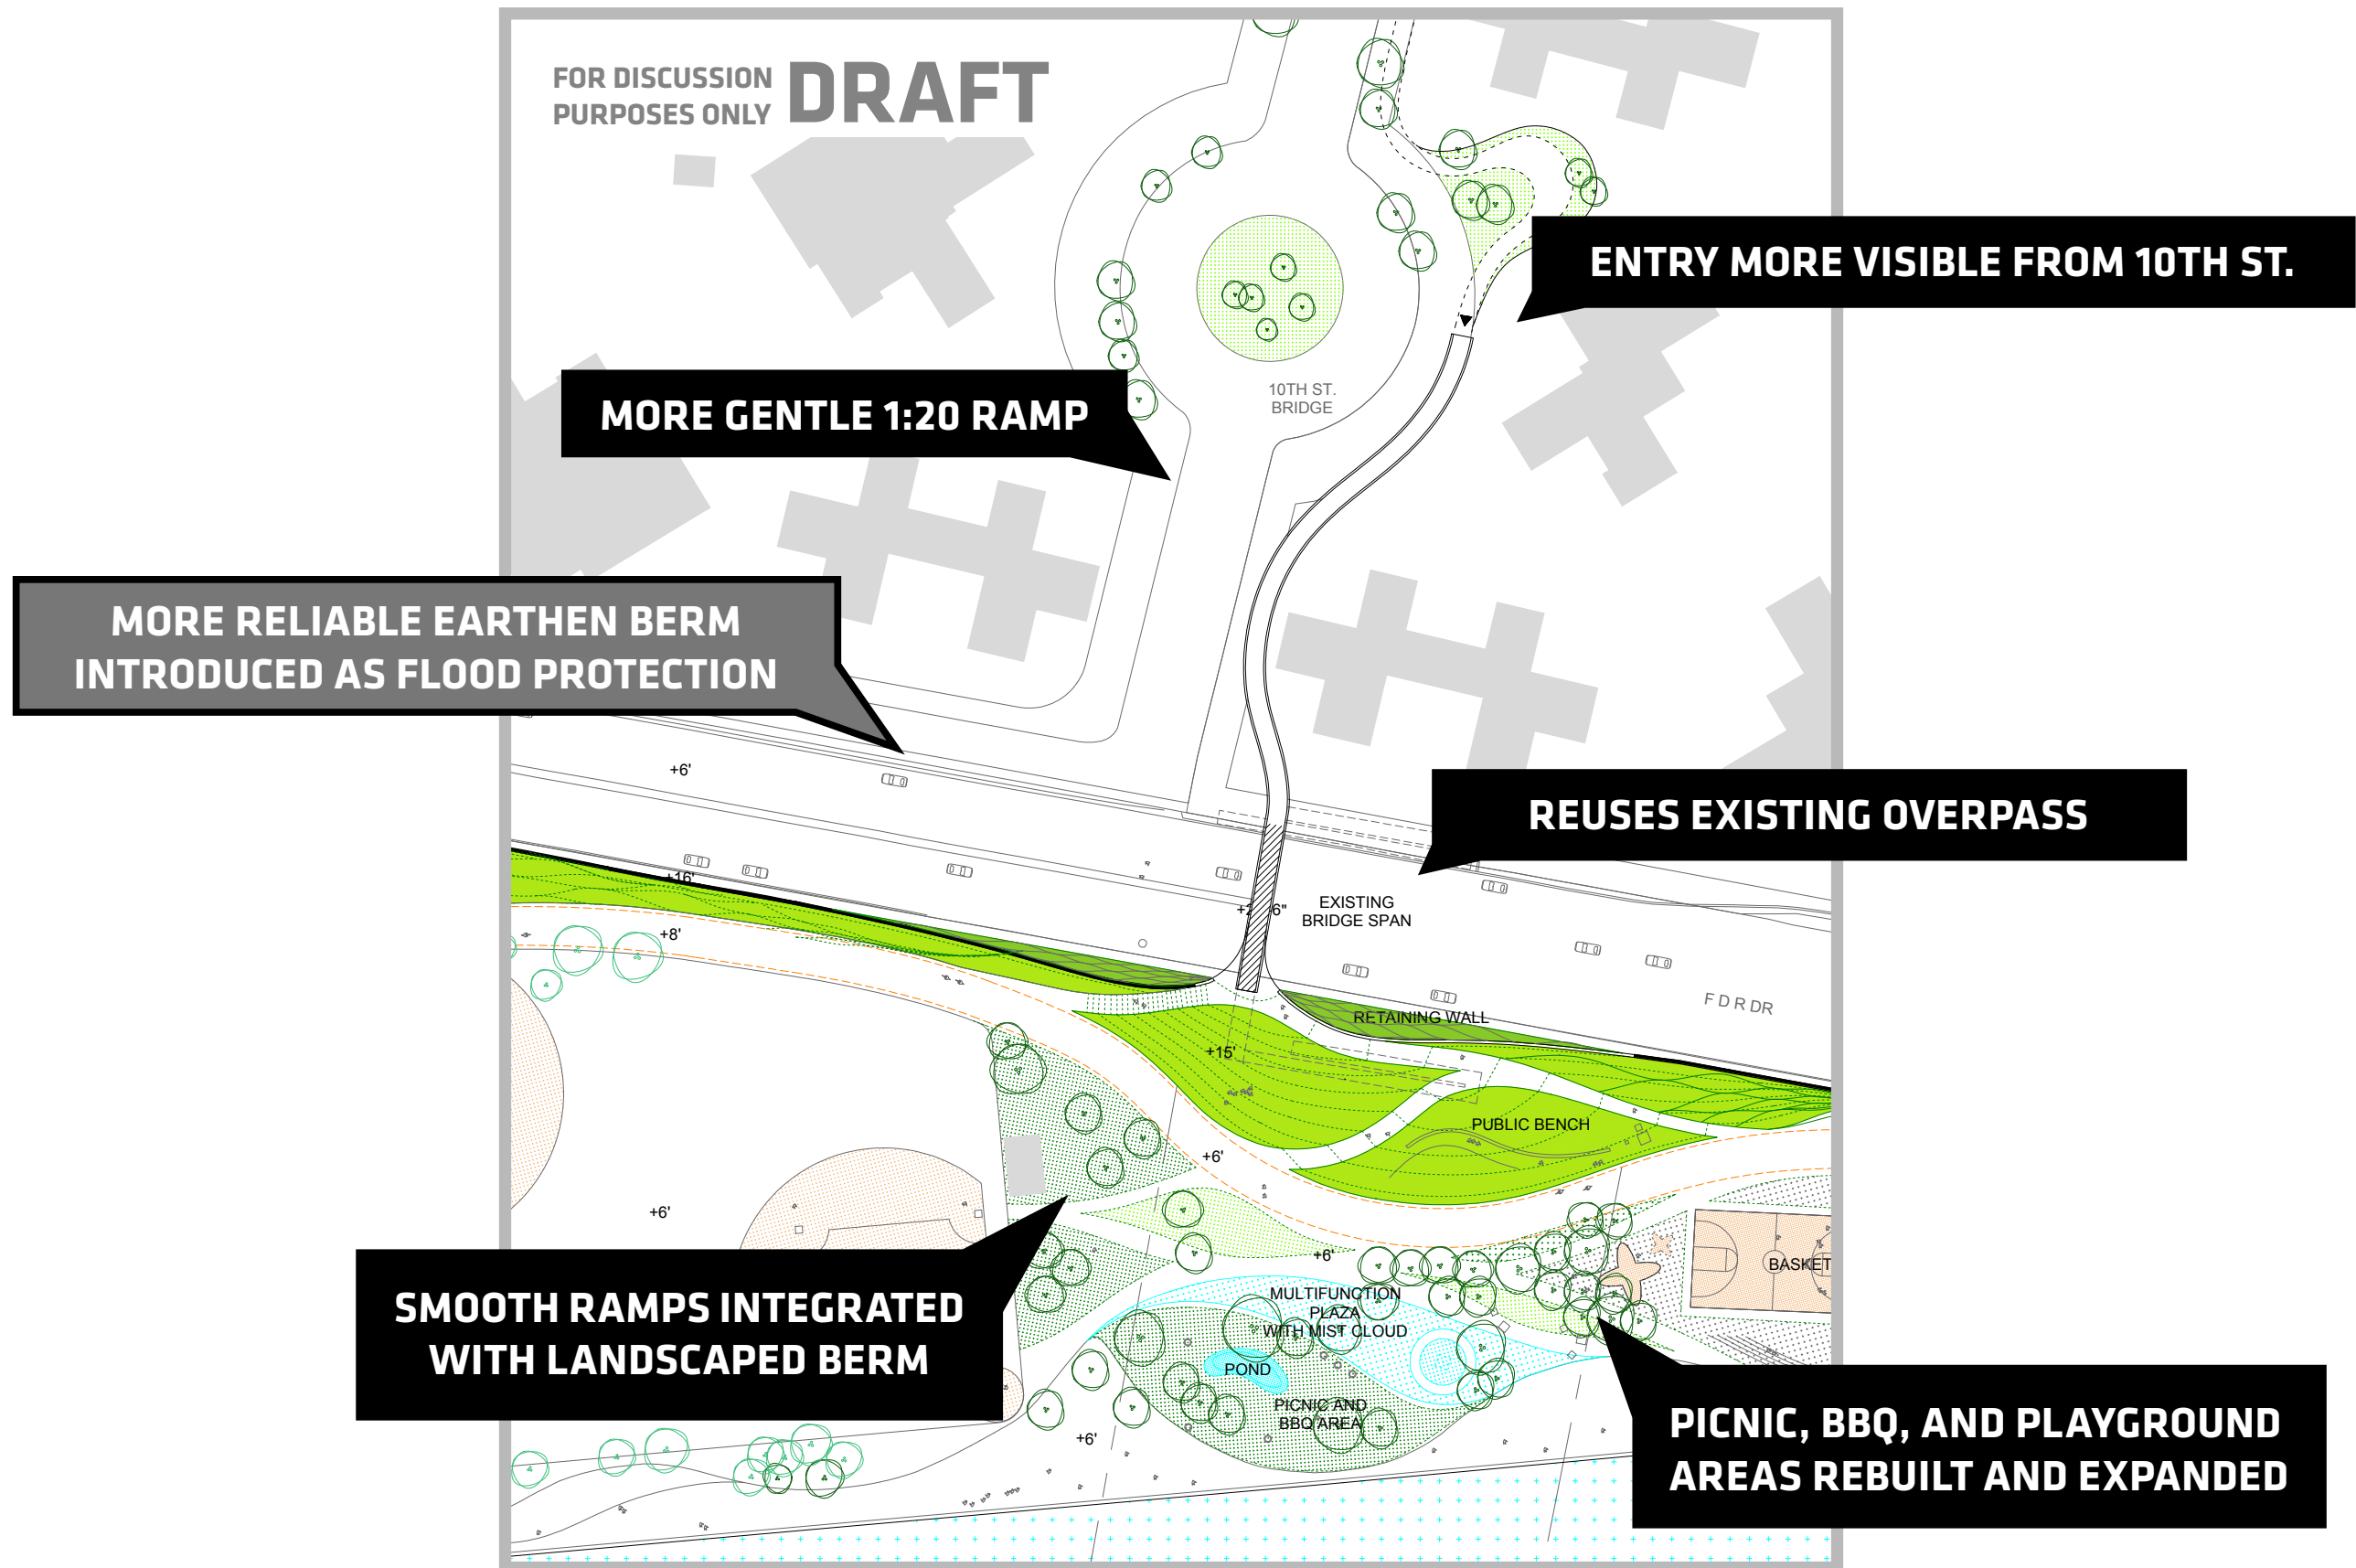 FOR DISCUSSION
PURPOSES ONLY
DRAFT
ENTRY MORE VISIBLE FROM 10TH ST.
10TH ST.
BRIDGE
MORE GENTLE 1:20 RAMP
MORE RELIABLE EARTHEN BERM
INTRODUCED AS FLOOD PROTECTION
+6'
REUSES EXISTING OVERPASS
+16'
EXISTING
BRIDGE SPAN
+8'
F D R DR
RETAINING WALL
+15'
PUBLIC BENCH
+6'
+6'
+6'
BASKET
SMOOTH RAMPS INTEGRATED
WITH LANDSCAPED BERM
MULTIFUNCTION
PLAZA
WITH MIST CLOUD
POND
PICNIC AND
BBQ AREA
+6'
PICNIC, BBQ, AND PLAYGROUND
AREAS REBUILT AND EXPANDED